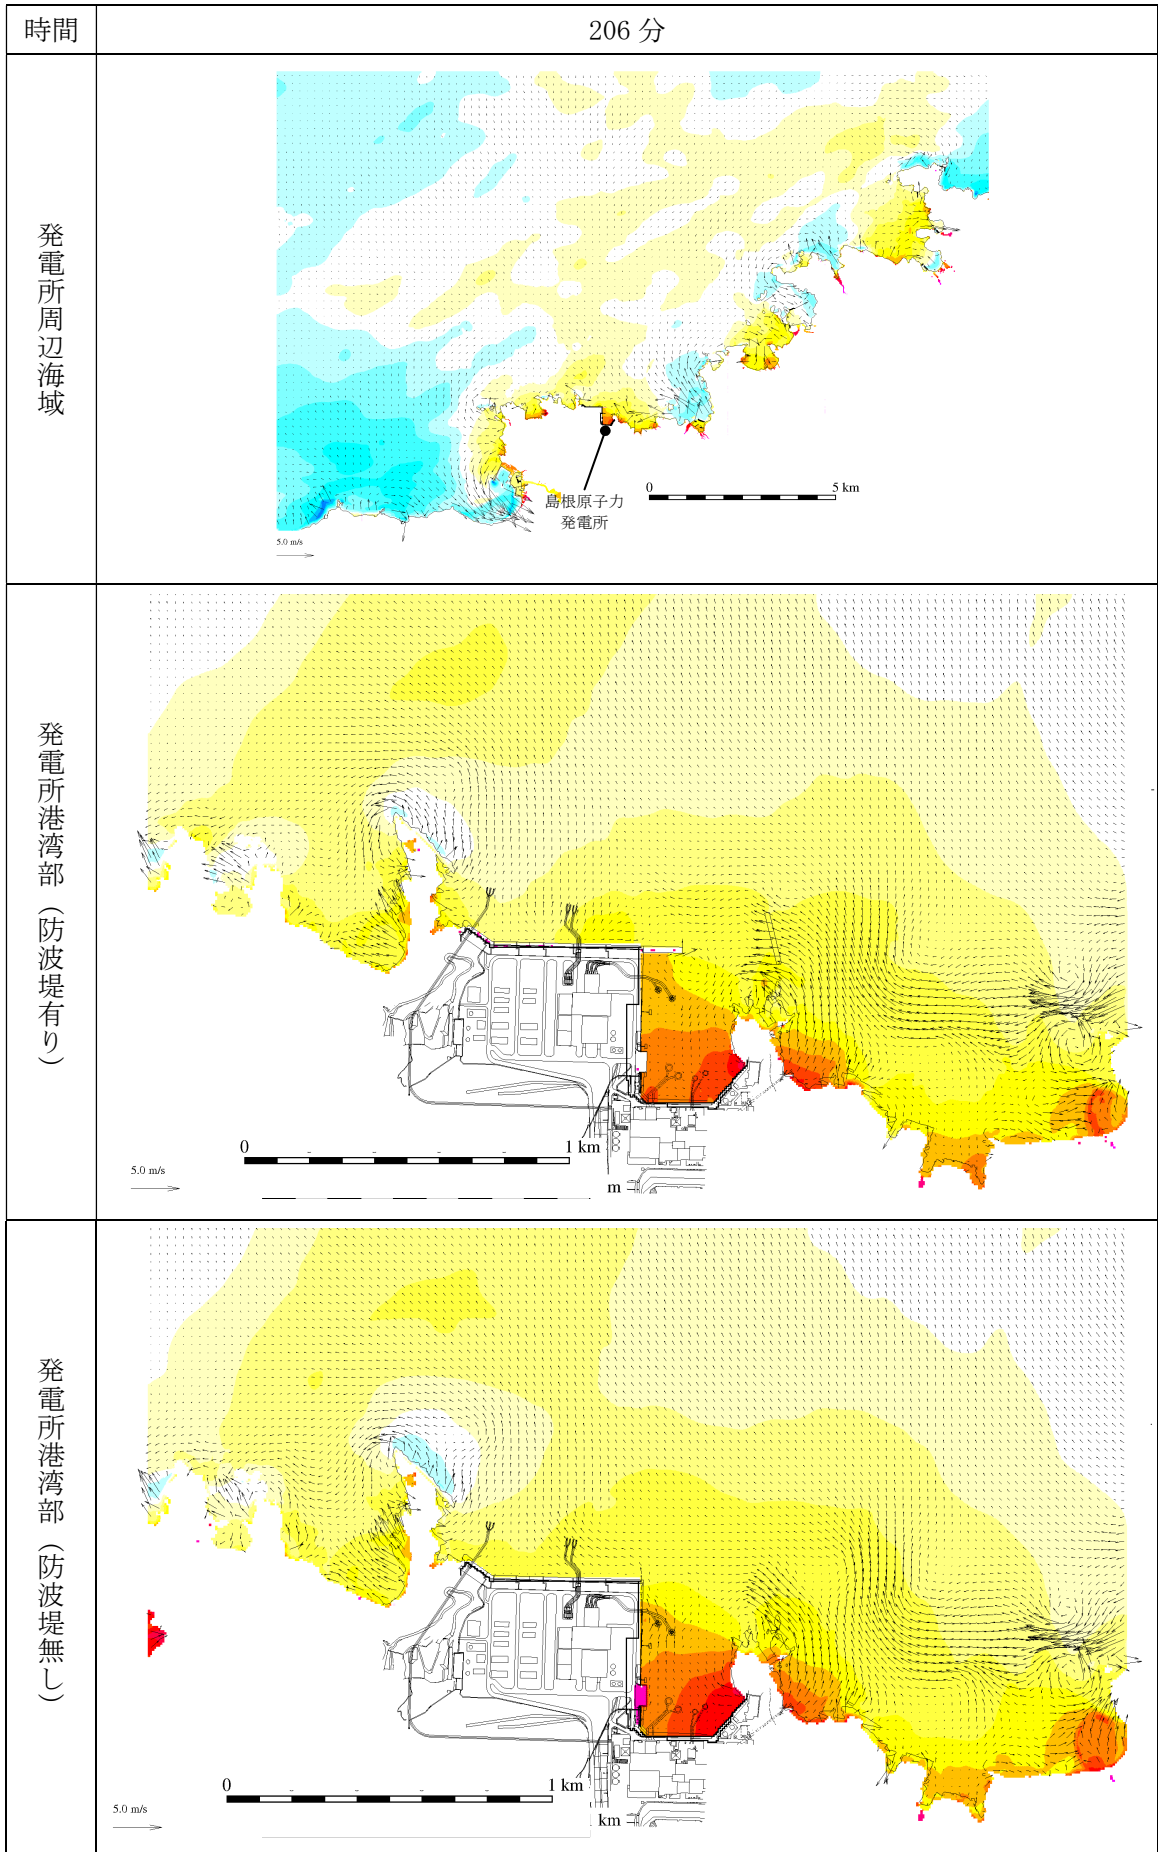 時間
206 分
発電所周辺海域
島根原子力
発電所
0
5 km
5.0 m/s
発電所港湾部（防波堤有り）
0
1 km
5.0 m/s
m
発電所港湾部（防波堤無し）
0
1 km
5.0 m/s
km